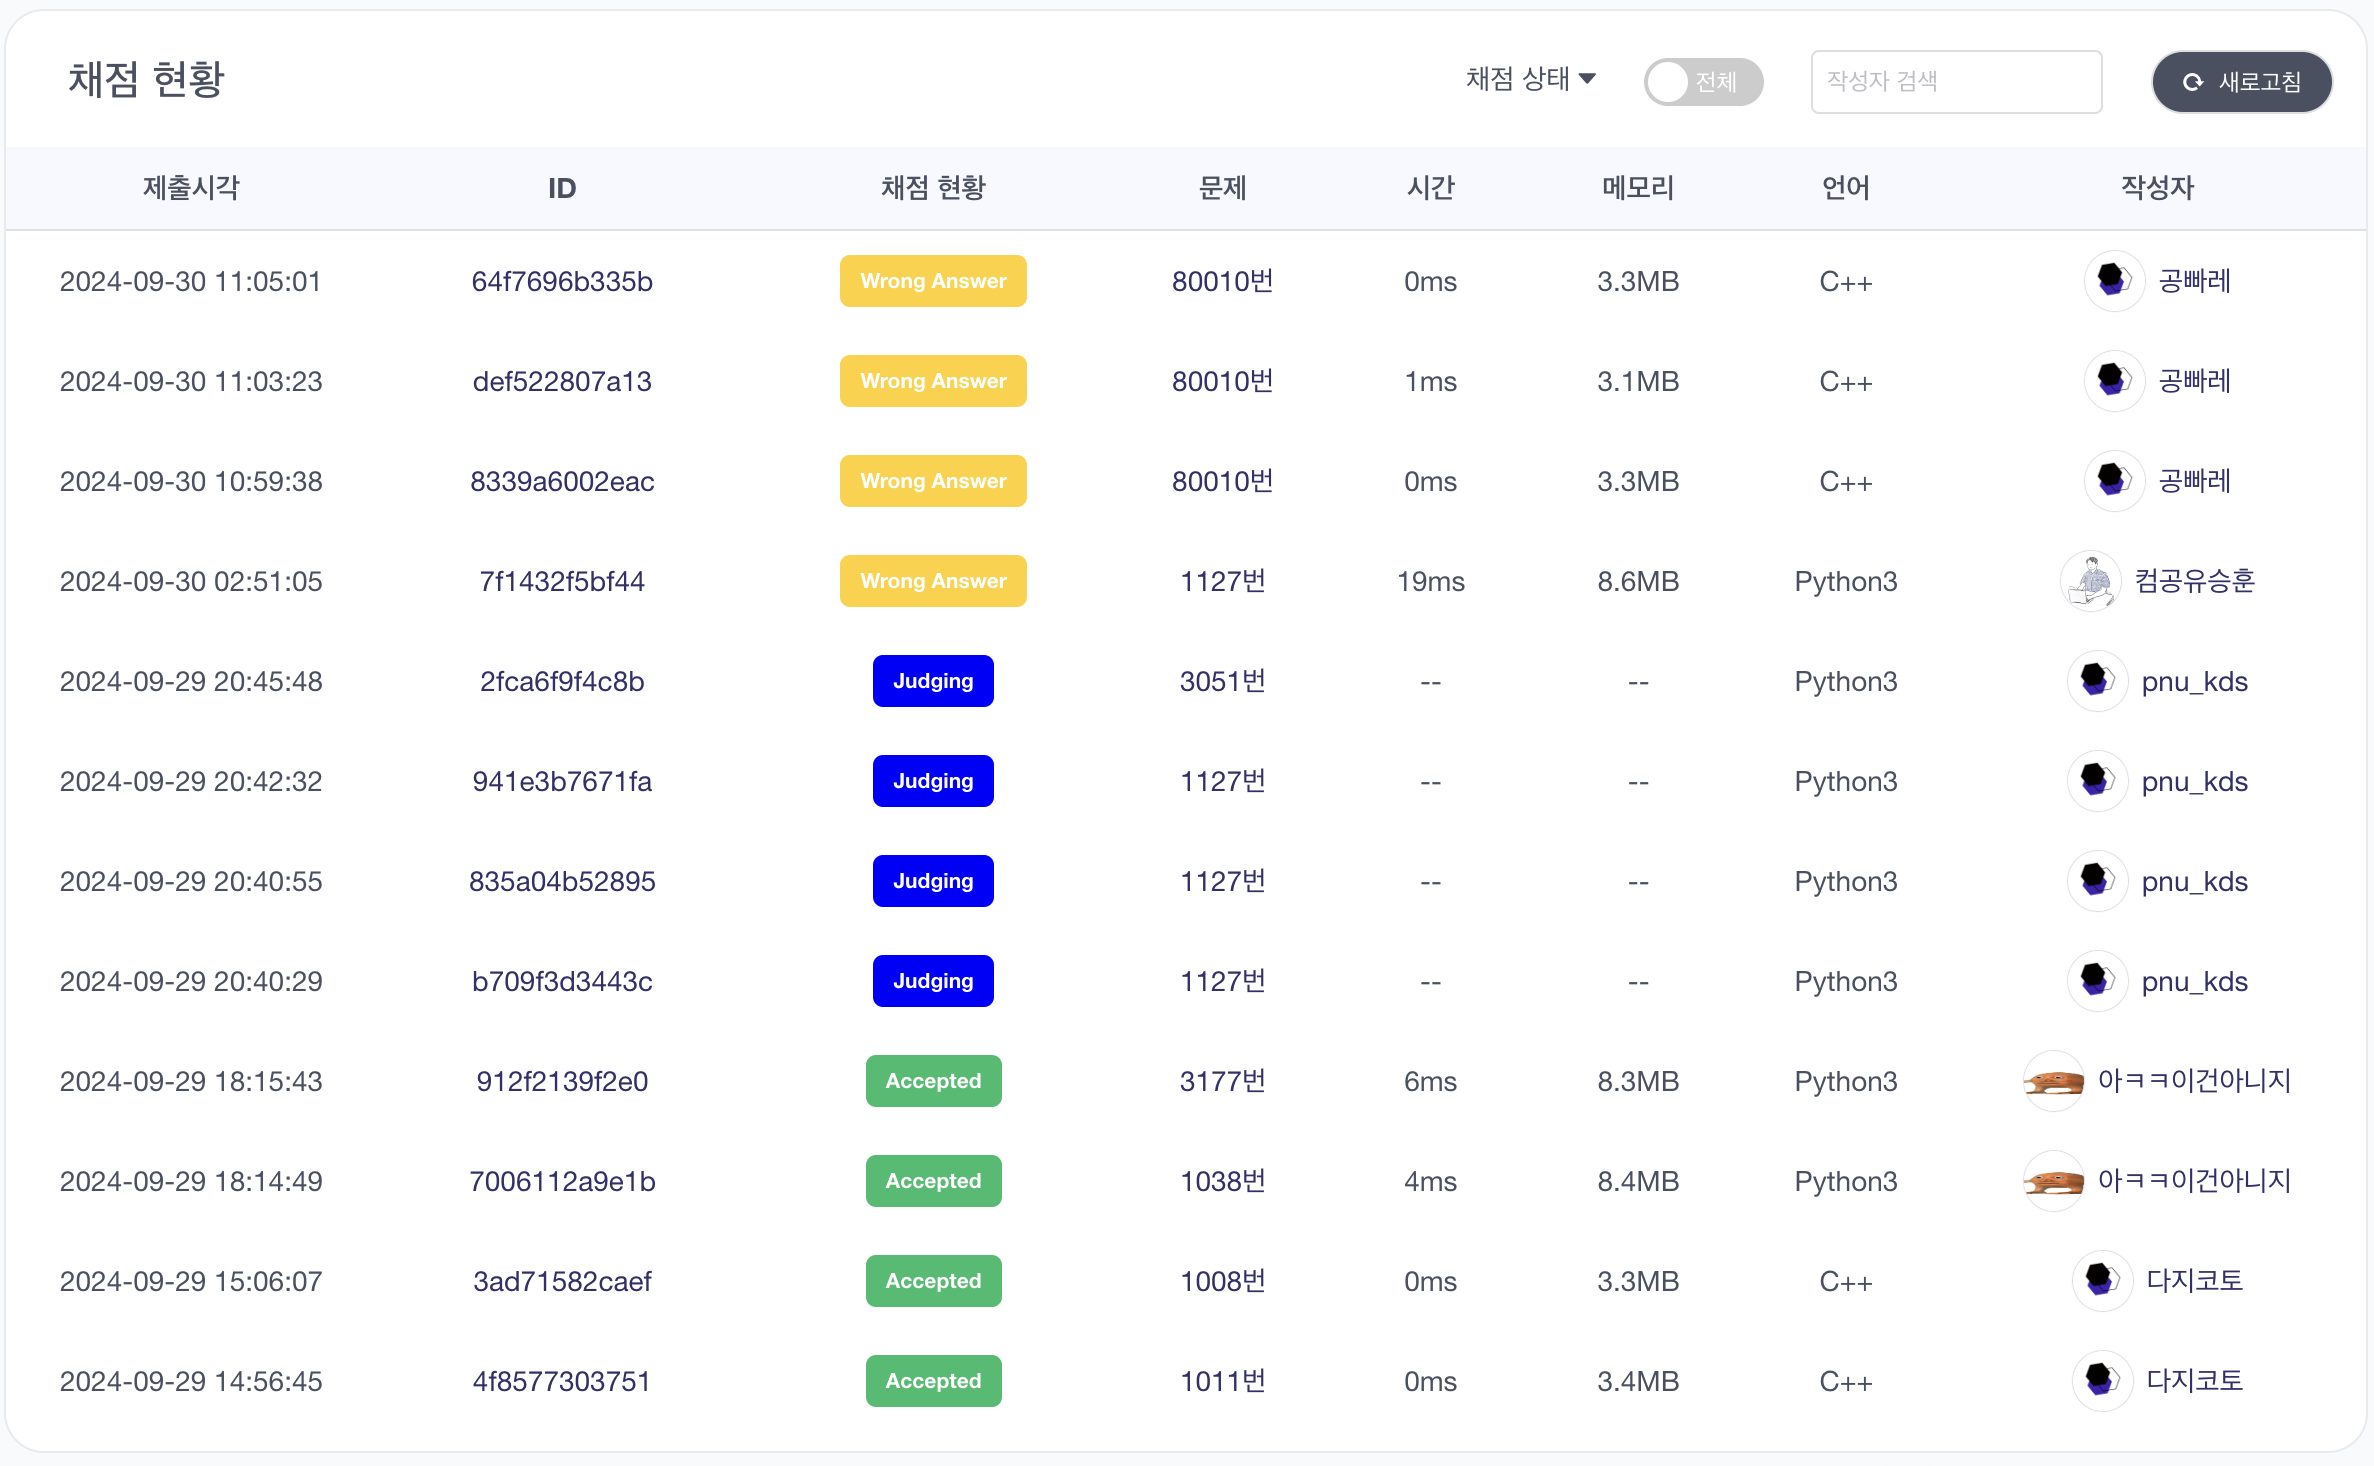 채점 현황
채점 상태 전체 작성자 검색 새로고침
제출시각 ID 채점 현황 문제 시간 메모리 언어 작성자
2024-09-30 11:05:01 64f7696b335b Wrong Answer 80010번 0ms 3.3MB C++ 공빠레
2024-09-30 11:03:23 def522807a13 Wrong Answer 80010번 1ms 3.1MB C++ 공빠레
2024-09-30 10:59:38 8339a6002eac Wrong Answer 80010번 0ms 3.3MB C++ 공빠레
2024-09-30 02:51:05 7f1432f5bf44 Wrong Answer 1127번 19ms 8.6MB Python3 컴공유승훈
2024-09-29 20:45:48 2fca6f9f4c8b Judging 3051번 -- -- Python3 pnu_kds
2024-09-29 20:42:32 941e3b7671fa Judging 1127번 -- -- Python3 pnu_kds
2024-09-29 20:40:55 835a04b52895 Judging 1127번 -- -- Python3 pnu_kds
2024-09-29 20:40:29 b709f3d3443c Judging 1127번 -- -- Python3 pnu_kds
2024-09-29 18:15:43 912f2139f2e0 Accepted 3177번 6ms 8.3MB Python3 아ㅋㅋ이건아니지
2024-09-29 18:14:49 7006112a9e1b Accepted 1038번 4ms 8.4MB Python3 아ㅋㅋ이건아니지
2024-09-29 15:06:07 3ad71582caef Accepted 1008번 0ms 3.3MB C++ 다지코토
2024-09-29 14:56:45 4f8577303751 Accepted 1011번 0ms 3.4MB C++ 다지코토